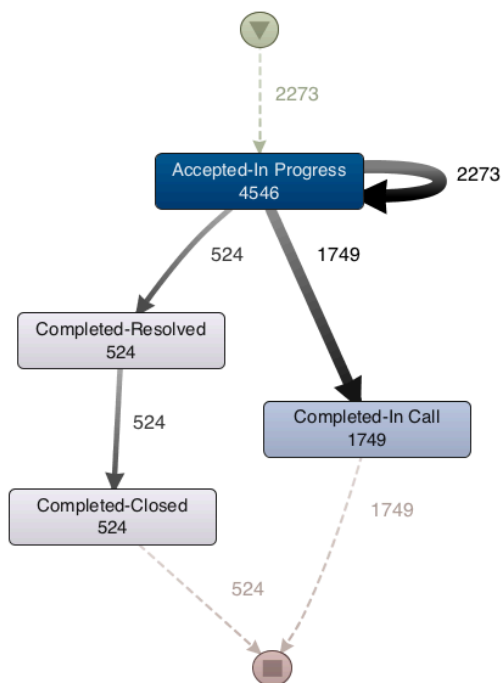 2273
Accepted-In Progress
4546
2273
524
1749
Completed-Resolved
524
Completed-In Call
1749
524
Completed-Closed
524
1749
524